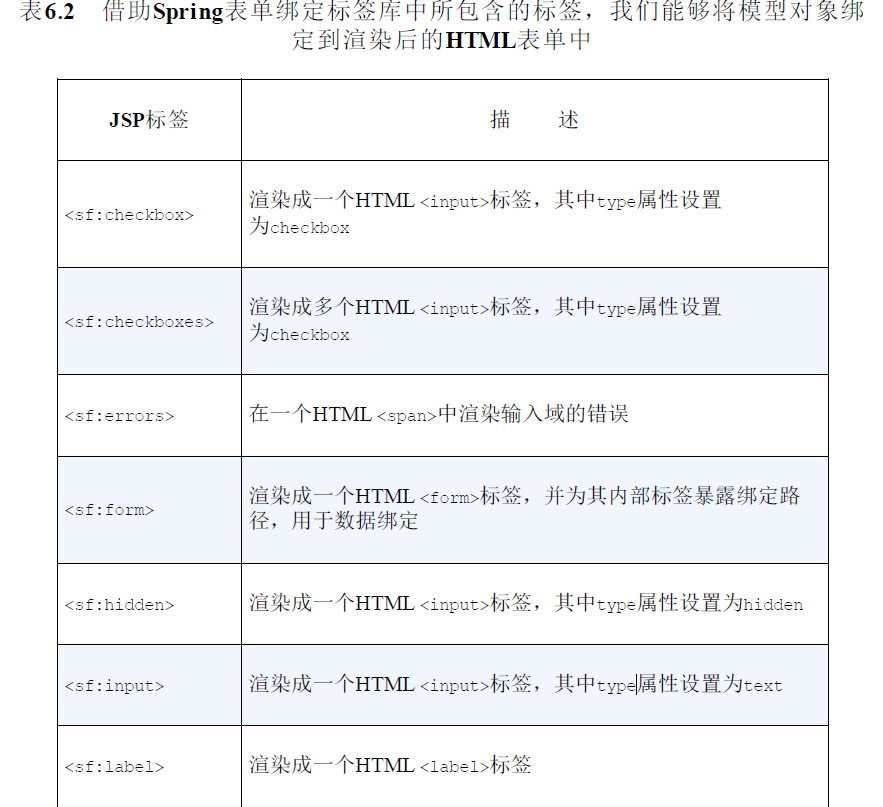 表6.2 借助Spring表单绑定标签库中所包含的标签，我们能够将模型对象绑
定到渲染后的HTML表单中
JSP标签 描 述
<sf:checkbox> 渲染成一个HTML <input>标签，其中type属性设置
为checkbox
<sf:checkboxes> 渲染成多个HTML <input>标签，其中type属性设置
为checkbox
<sf:errors> 在一个HTML <span>中渲染输入域的错误
<sf:form> 渲染成一个HTML <form>标签，并为其内部标签暴露绑定路
径，用于数据绑定
<sf:hidden> 渲染成一个HTML <input>标签，其中type属性设置为hidden
<sf:input> 渲染成一个HTML <input>标签，其中type属性设置为text
<sf:label> 渲染成一个HTML <label>标签